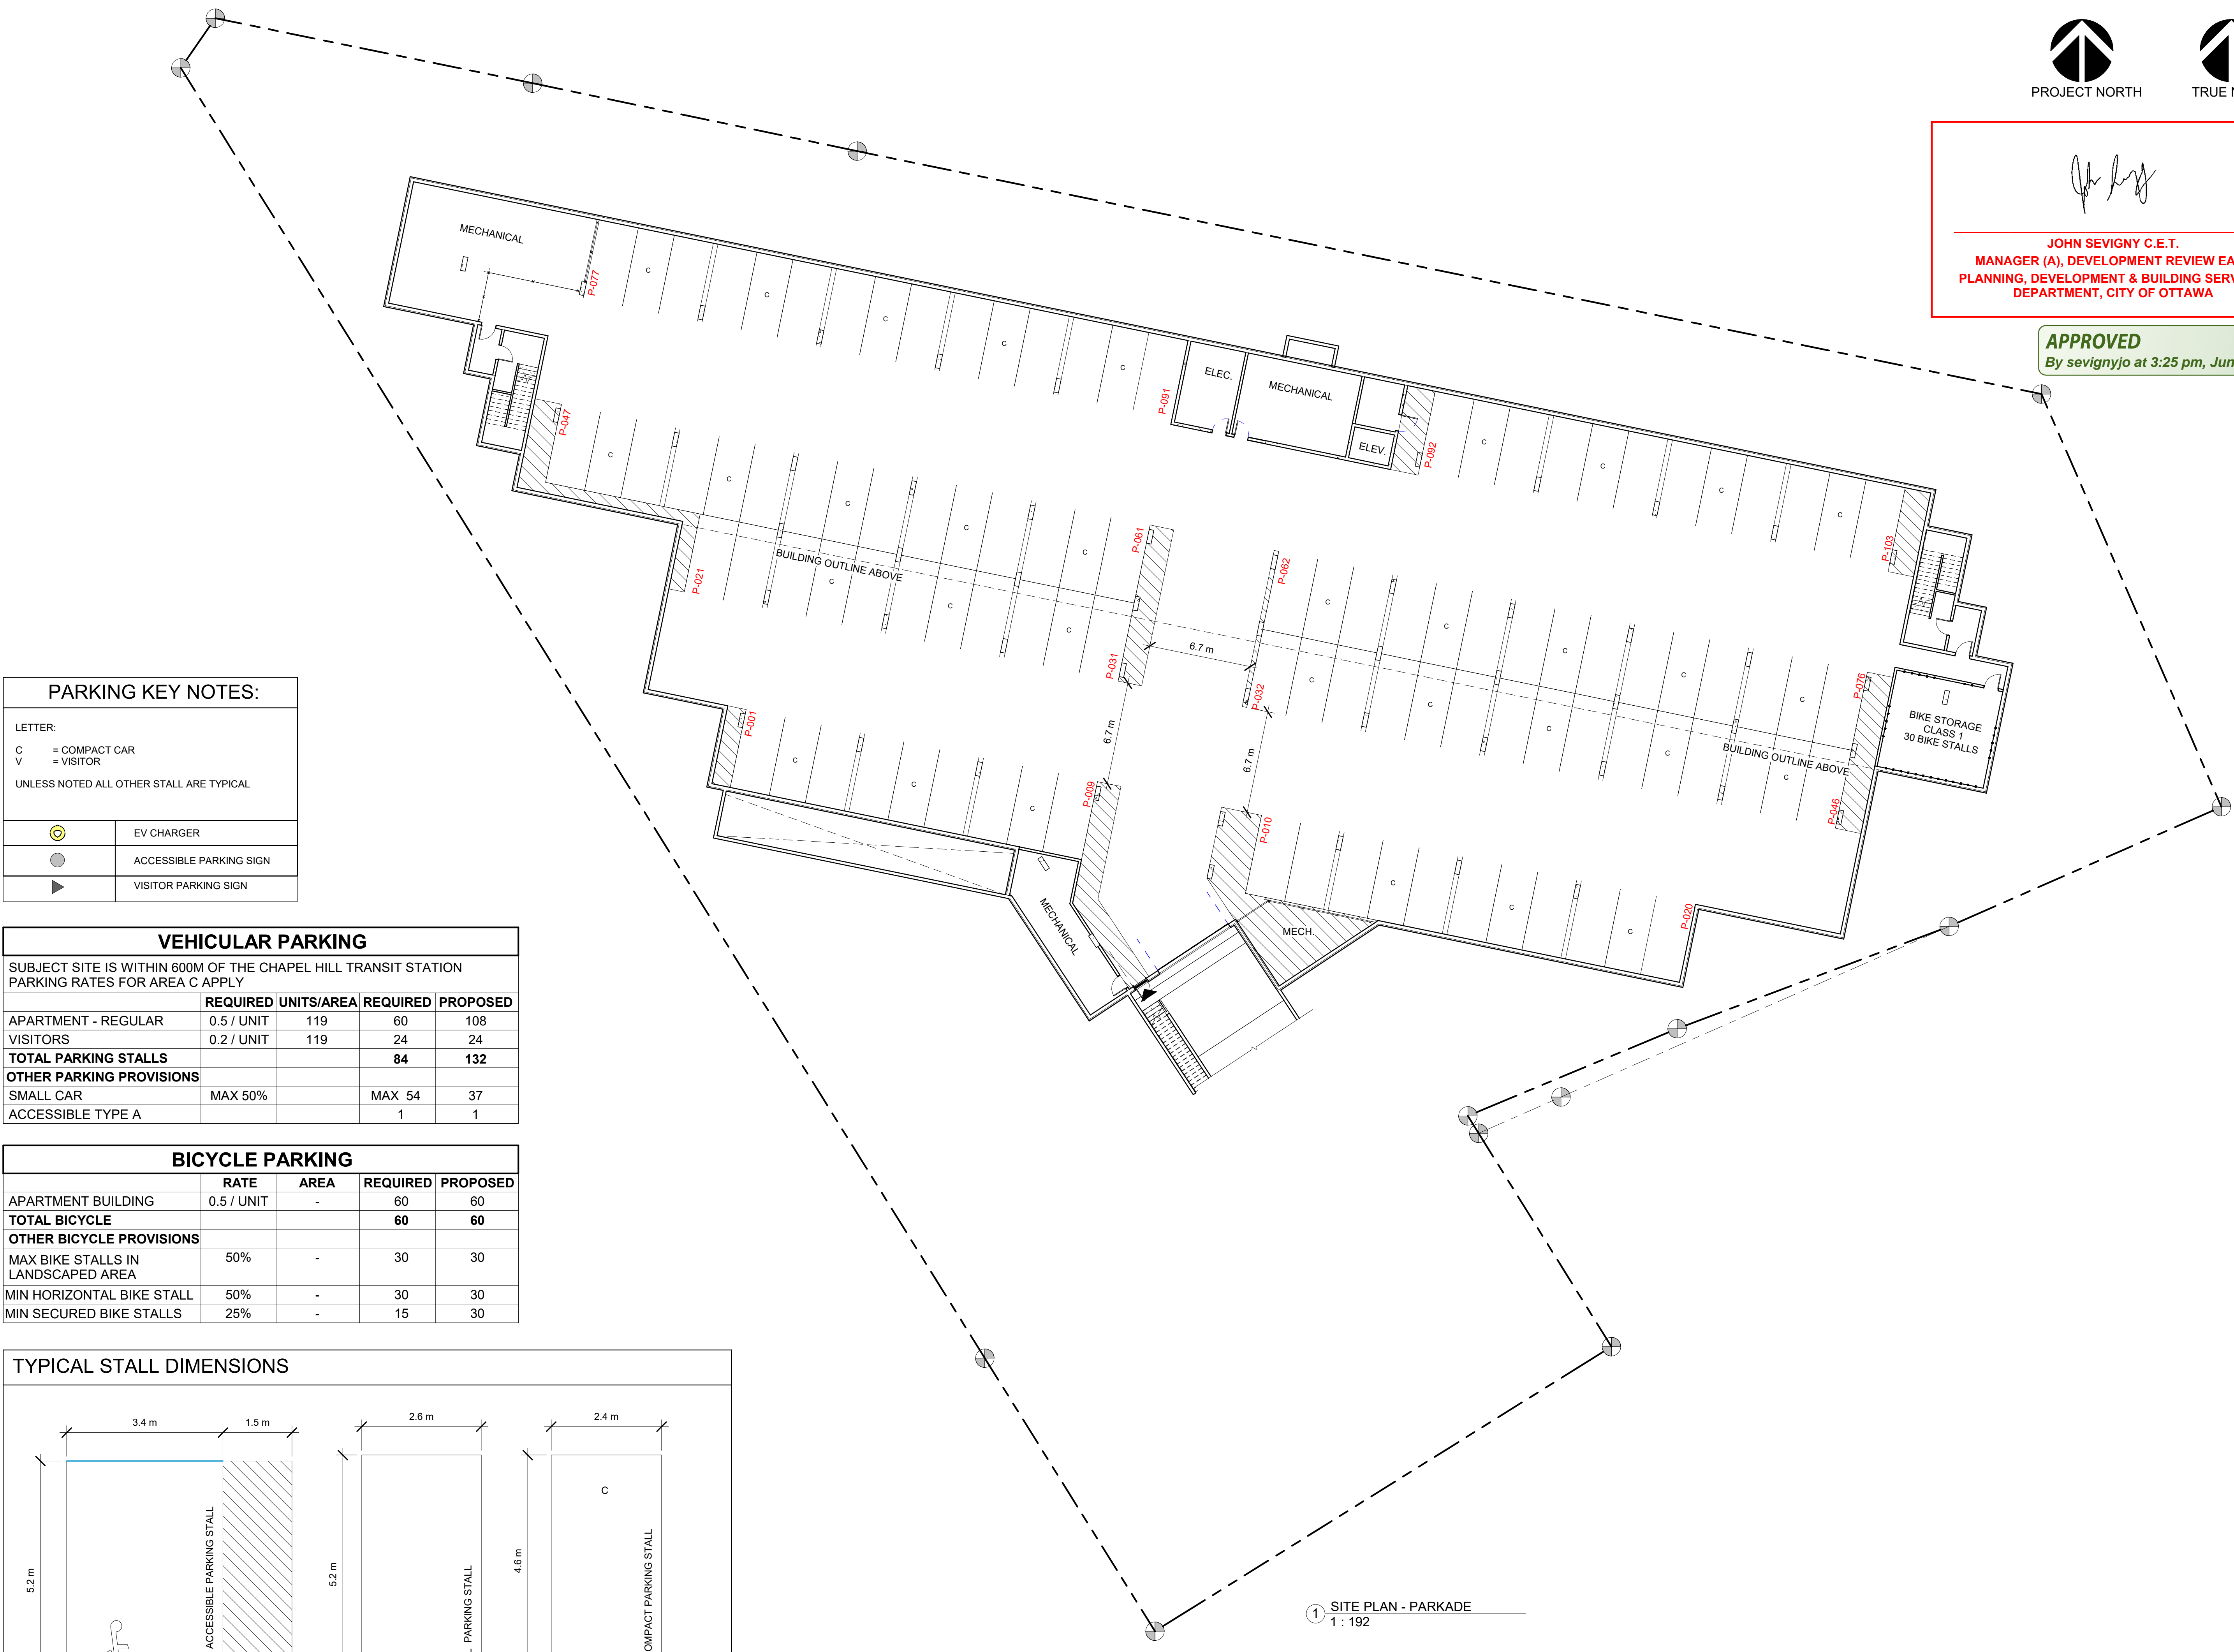 PROJECT NORTH
TRUE N
JOHN SEVIGNY C.E.T.
MANAGER (A), DEVELOPMENT REVIEW EA
PLANNING, DEVELOPMENT & BUILDING SERV
DEPARTMENT, CITY OF OTTAWA
APPROVED
By sevignyjo at 3:25 pm, Jun
MECHANICAL
P-077
C
C
C
C
C
P-091
ELEC.
MECHANICAL
ELEV.
P-092
C
C
C
C
P-103
P-047
C
C
C
C
C
P-061
P-062
C
C
C
C
C
P-076
BUILDING OUTLINE ABOVE
P-021
C
C
C
P-031
6.7 m
P-032
C
C
C
C
C
P-046
BUILDING OUTLINE ABOVE
BIKE STORAGE
CLASS 1
30 BIKE STALLS
P-001
C
C
C
P-009
6.7 m
6.7 m
P-010
C
C
C
P-020
MECHANICAL
MECH.
PARKING KEY NOTES:
LETTER:
C = COMPACT CAR
V = VISITOR
UNLESS NOTED ALL OTHER STALL ARE TYPICAL
EV CHARGER
ACCESSIBLE PARKING SIGN
VISITOR PARKING SIGN
VEHICULAR PARKING
SUBJECT SITE IS WITHIN 600M OF THE CHAPEL HILL TRANSIT STATION
PARKING RATES FOR AREA C APPLY
REQUIRED UNITS/AREA REQUIRED PROPOSED
APARTMENT - REGULAR 0.5 / UNIT 119 60 108
VISITORS 0.2 / UNIT 119 24 24
TOTAL PARKING STALLS 84 132
OTHER PARKING PROVISIONS
SMALL CAR MAX 50% MAX 54 37
ACCESSIBLE TYPE A 1 1
BICYCLE PARKING
RATE AREA REQUIRED PROPOSED
APARTMENT BUILDING 0.5 / UNIT - 60 60
TOTAL BICYCLE 60 60
OTHER BICYCLE PROVISIONS
MAX BIKE STALLS IN
LANDSCAPED AREA 50% - 30 30
MIN HORIZONTAL BIKE STALL 50% - 30 30
MIN SECURED BIKE STALLS 25% - 15 30
TYPICAL STALL DIMENSIONS
3.4 m 1.5 m
2.6 m
2.4 m
5.2 m
ACCESSIBLE PARKING STALL
5.2 m
PARKING STALL
4.6 m
C
OMPACT PARKING STALL
1 SITE PLAN - PARKADE
1 : 192